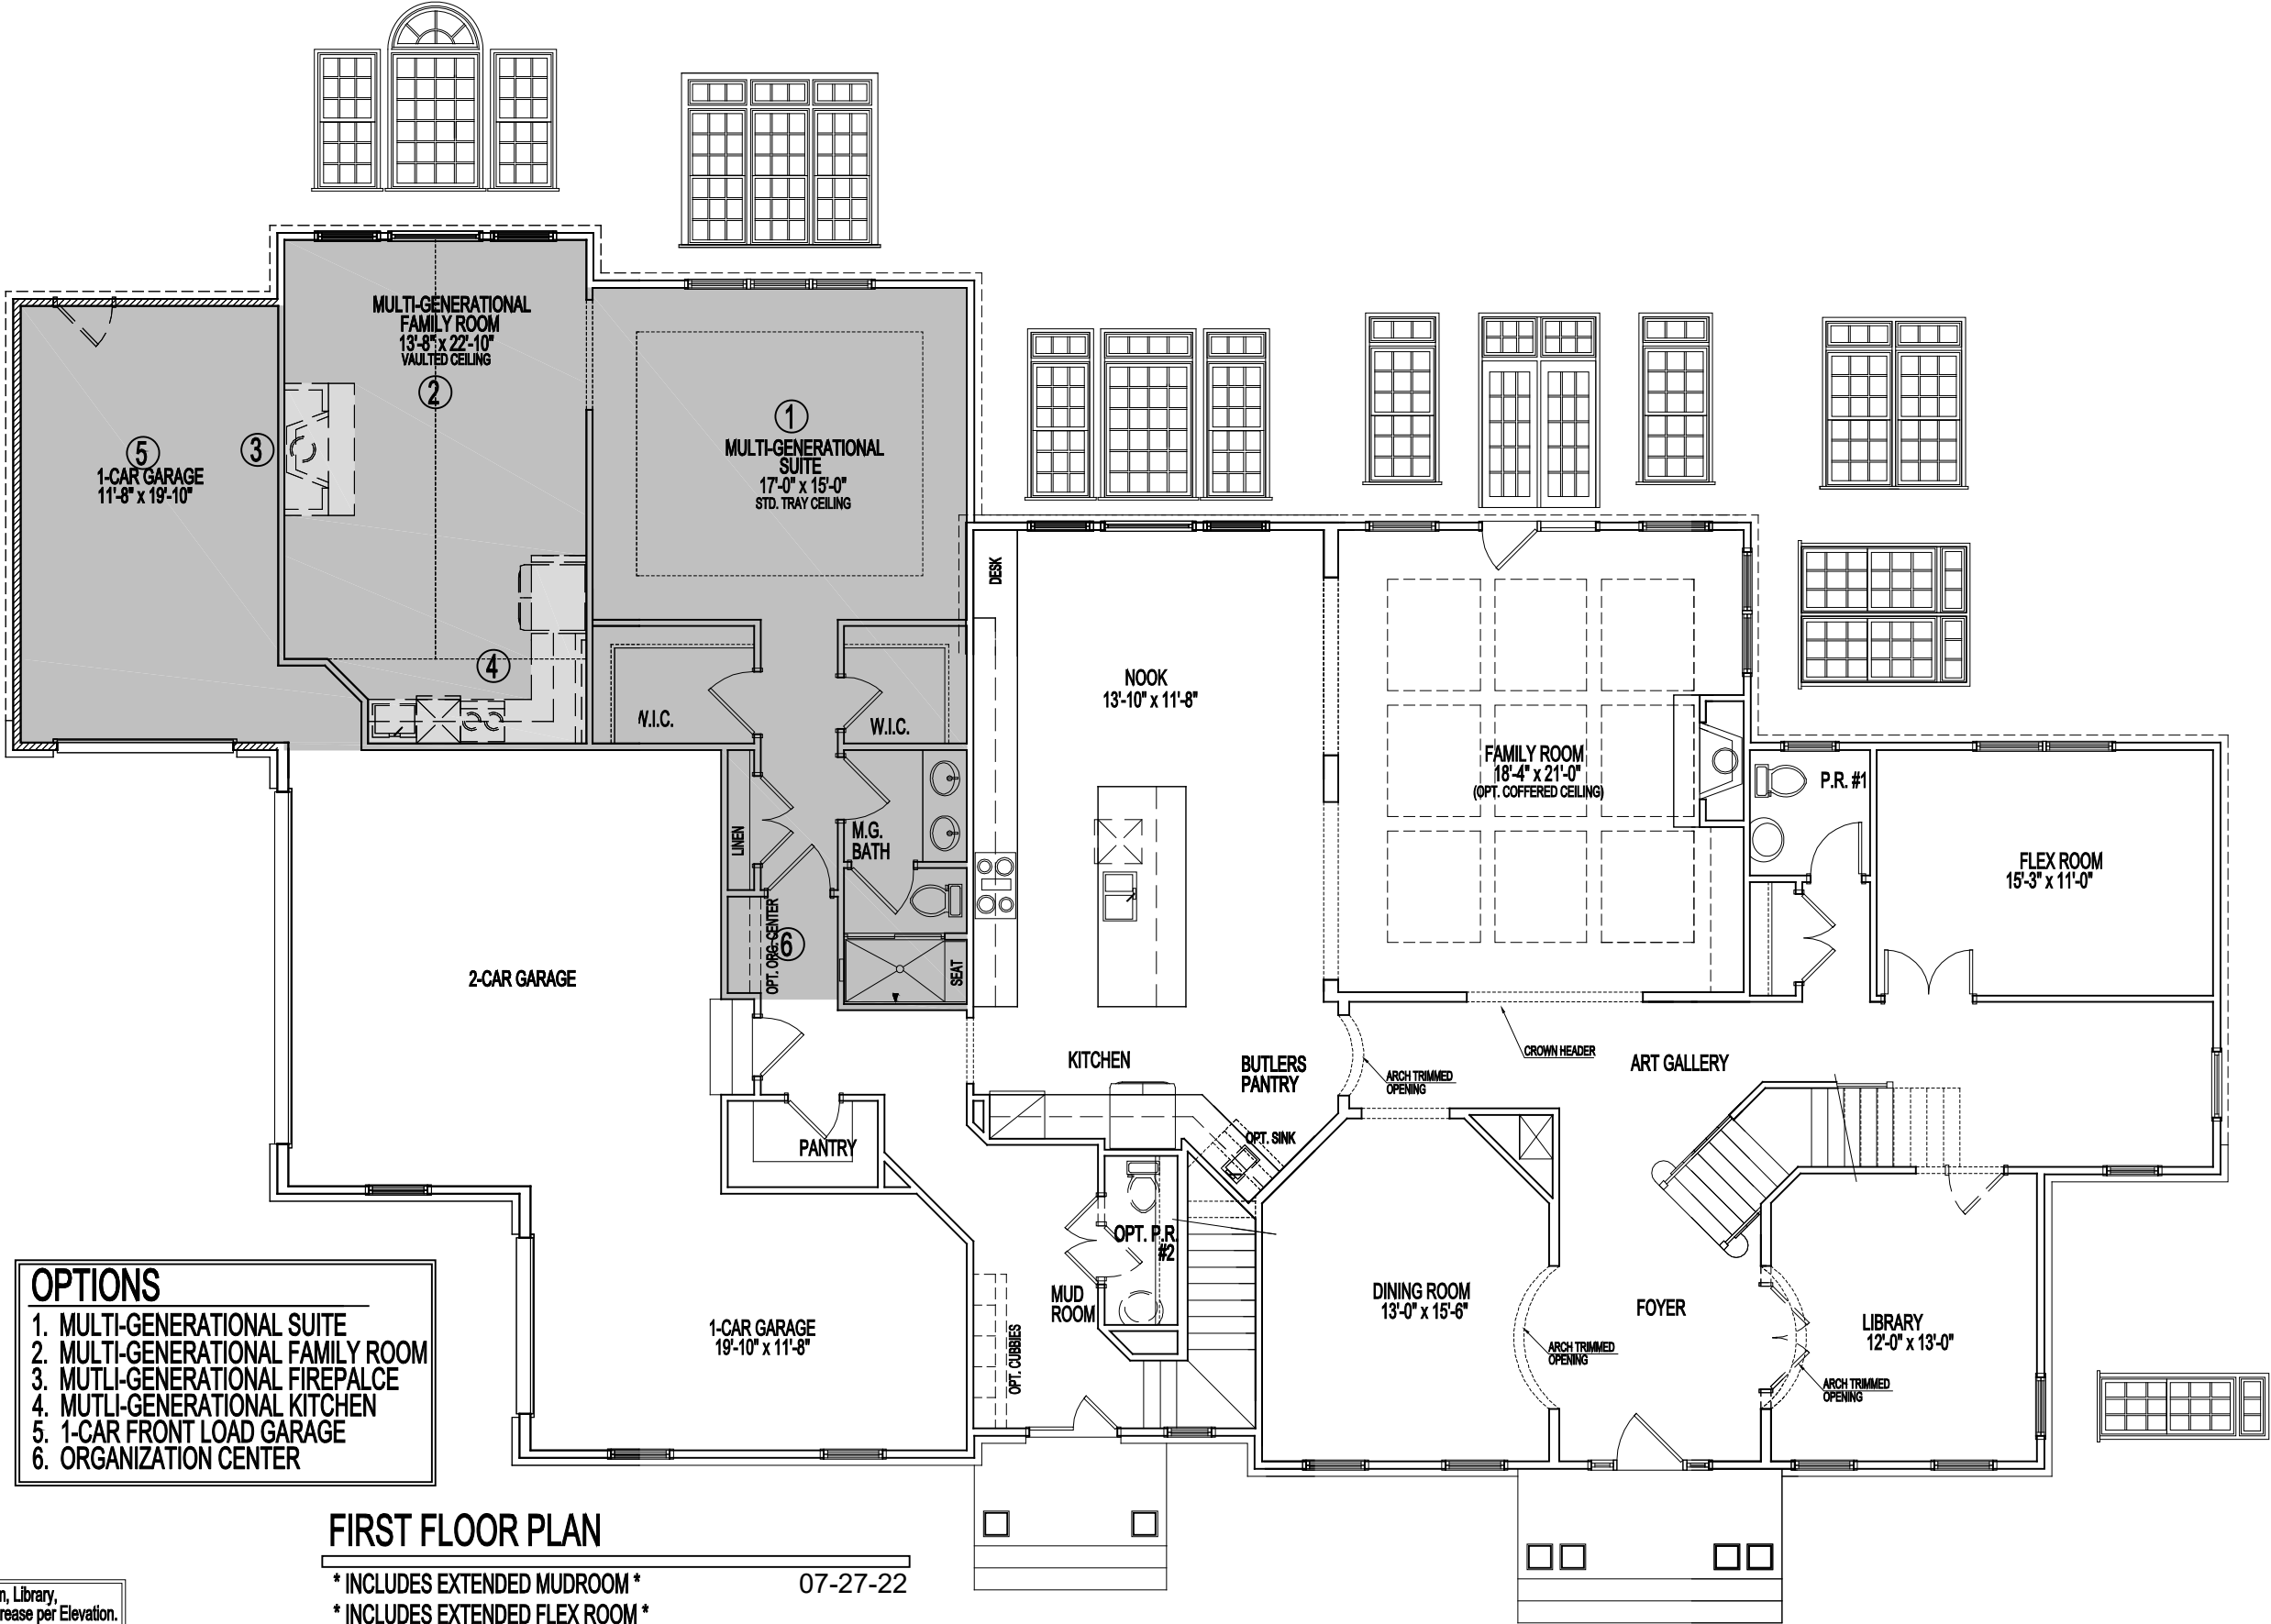 MULTI-GENERATIONAL
FAMILY ROOM
13'-8" x 22'-10"
VAULTED CEILING
2
1
MULTI-GENERATIONAL
SUITE
17'-0" x 15'-0"
STD. TRAY CEILING
5
1-CAR GARAGE
11'-8" x 19'-10"
3
4
DESK
NOOK
13'-10" x 11'-8"
W.I.C.
W.I.C.
FAMILY ROOM
18'-4" x 21'-0"
(OPT. COFFERED CEILING)
P.R. #1
LINEN
M.G.
BATH
FLEX ROOM
15'-3" x 11'-0"
OPT. ORG. CENTER
6
SEAT
2-CAR GARAGE
KITCHEN
BUTLERS
PANTRY
CROWN HEADER
ART GALLERY
ARCH TRIMMED
OPENING
PANTRY
OPT. SINK
OPT. P.R.
#2
MUD
ROOM
DINING ROOM
13'-0" x 15'-6"
FOYER
LIBRARY
12'-0" x 13'-0"
1-CAR GARAGE
19'-10" x 11'-8"
OPT. CUBBIES
ARCH TRIMMED
OPENING
ARCH TRIMMED
OPENING
OPTIONS
1. MULTI-GENERATIONAL SUITE
2. MULTI-GENERATIONAL FAMILY ROOM
3. MUTLI-GENERATIONAL FIREPALCE
4. MUTLI-GENERATIONAL KITCHEN
5. 1-CAR FRONT LOAD GARAGE
6. ORGANIZATION CENTER
FIRST FLOOR PLAN
* INCLUDES EXTENDED MUDROOM *
07-27-22
* INCLUDES EXTENDED FLEX ROOM *
Library,
per Elevation.